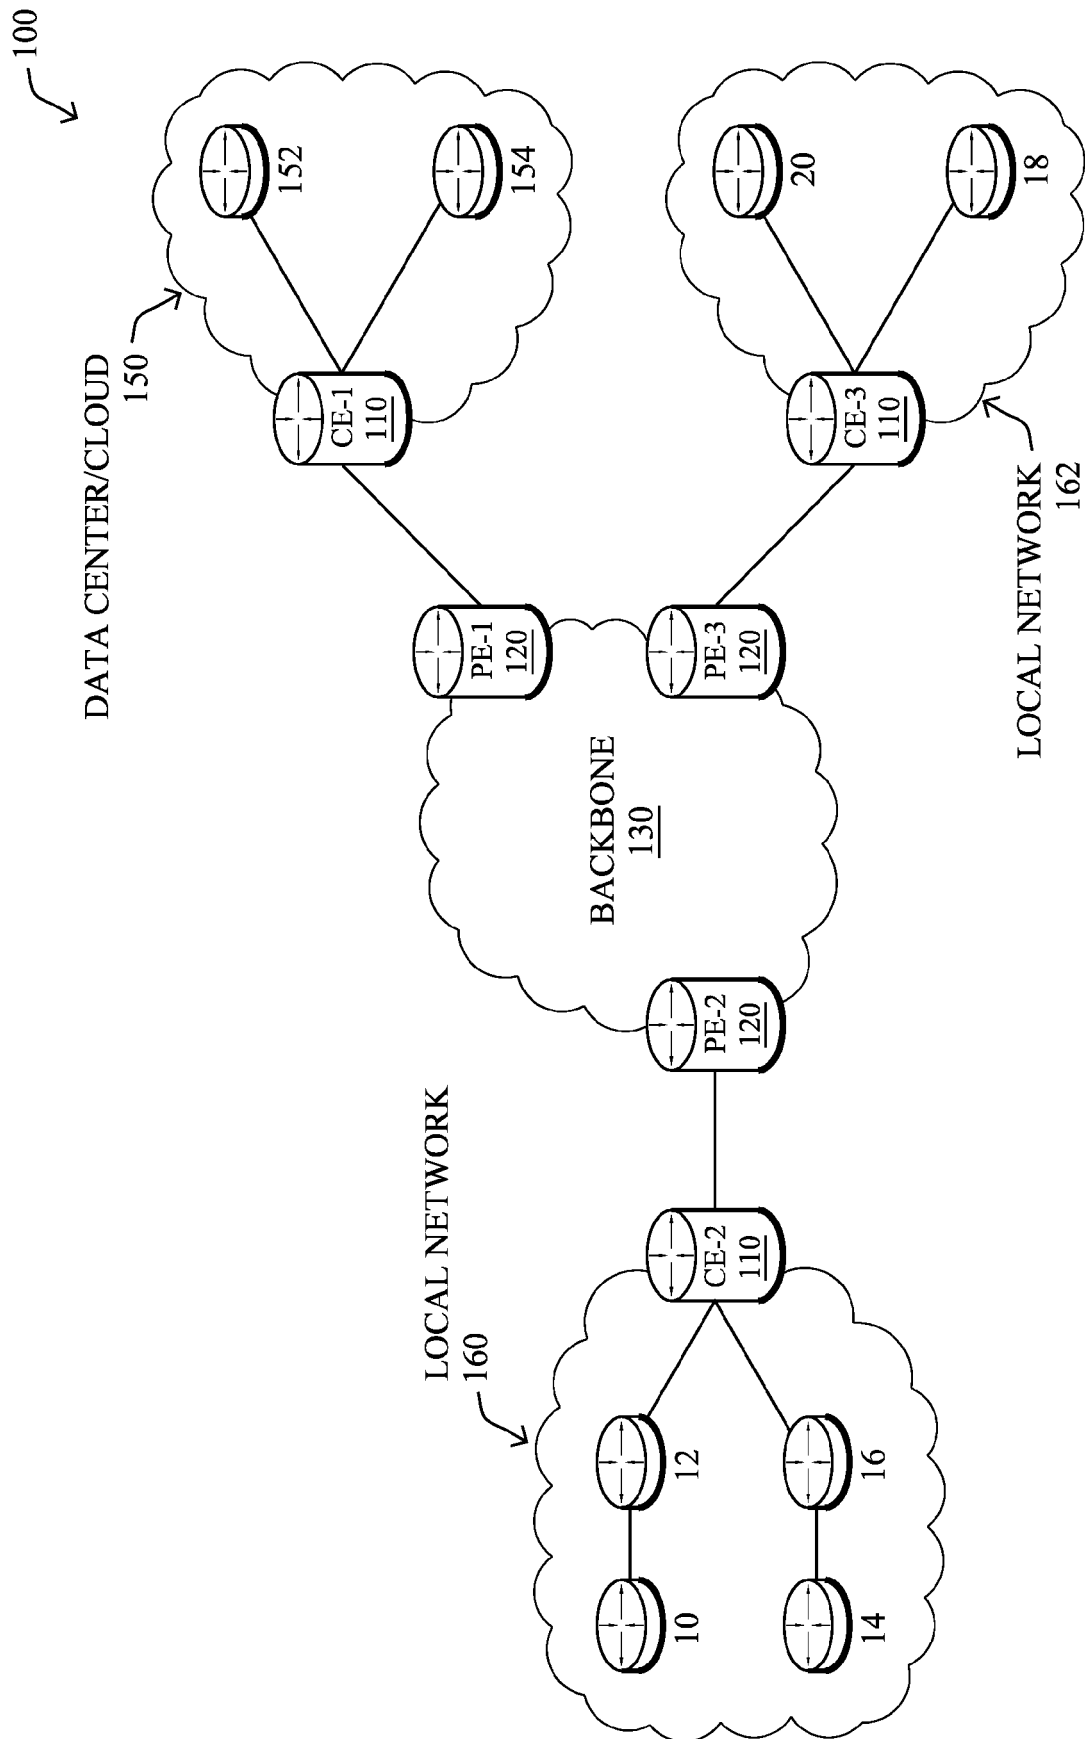 100
DATA CENTER/CLOUD
150
152
154
CE-1
110
PE-1
120
BACKBONE
130
LOCAL NETWORK
160
10
12
14
16
CE-2
110
PE-2
120
PE-3
120
CE-3
110
20
18
LOCAL NETWORK
162